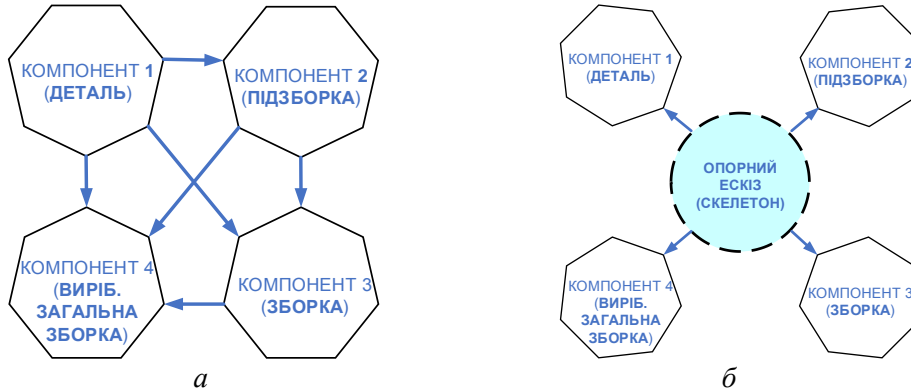 КОМПОНЕНТ 1
(ДЕТАЛЬ)
КОМПОНЕНТ 2
(ПІДЗБОРКА)
КОМПОНЕНТ 4
(ВИРІБ.
ЗАГАЛЬНА
ЗБОРКА)
КОМПОНЕНТ 3
(ЗБОРКА)
а
КОМПОНЕНТ 1
(ДЕТАЛЬ)
КОМПОНЕНТ 2
(ПІДЗБОРКА)
ОПОРНИЙ
ЕСКІЗ
(СКЕЛЕТОН)
КОМПОНЕНТ 4
(ВИРІБ.
ЗАГАЛЬНА
ЗБОРКА)
КОМПОНЕНТ 3
(ЗБОРКА)
б